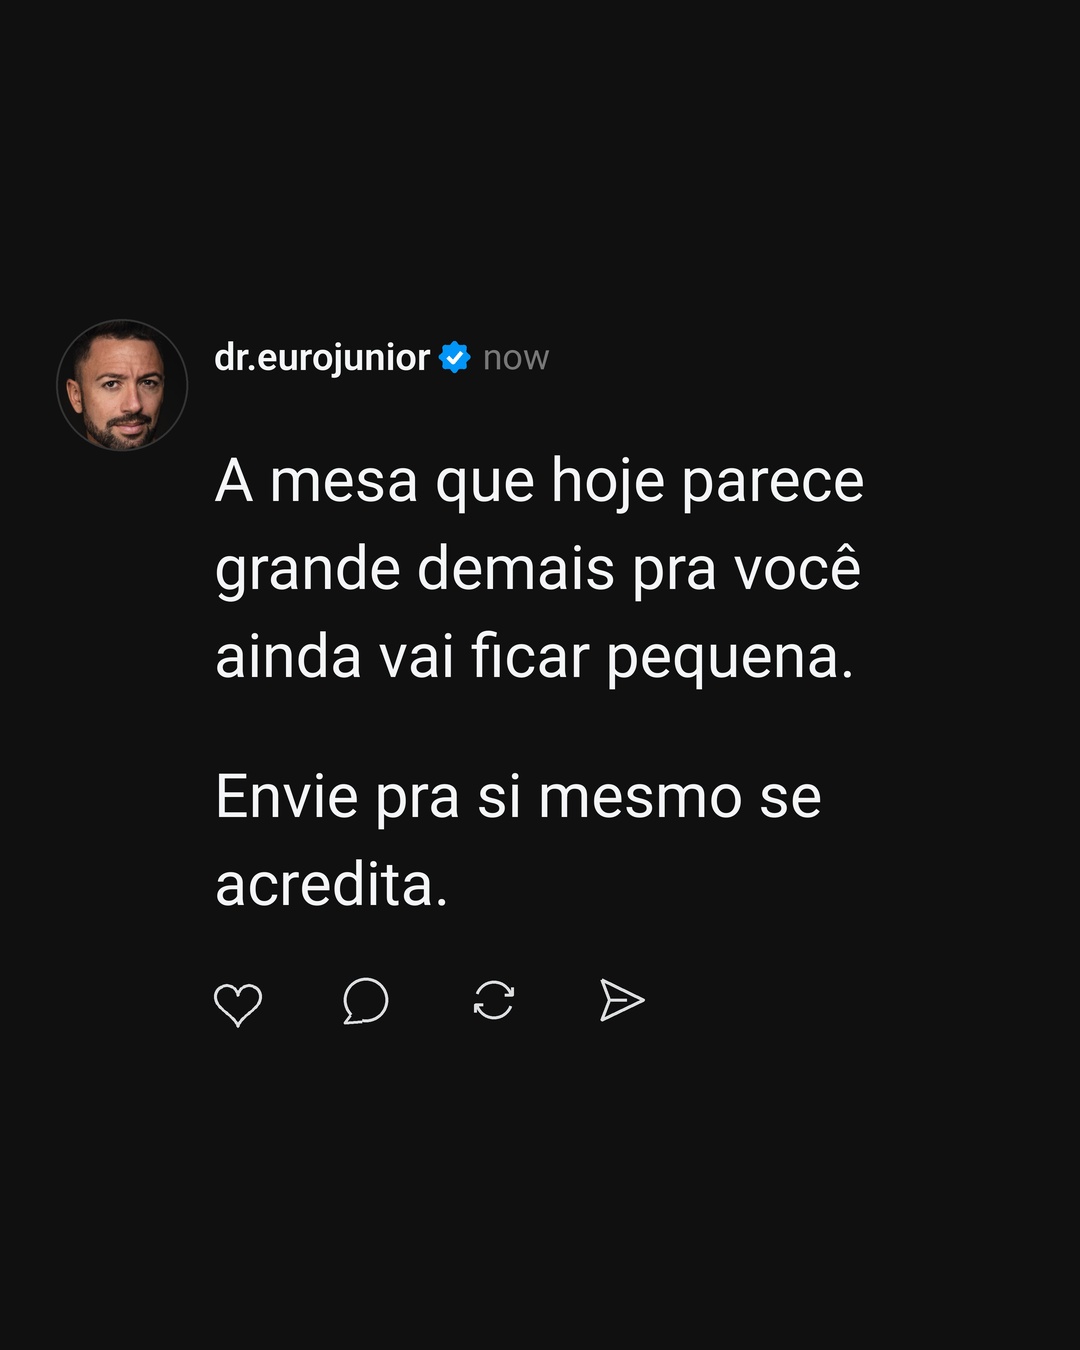 dr.eurojunior now
A mesa que hoje parece
grande demais pra você
ainda vai ficar pequena.
Envie pra si mesmo se
acredita.